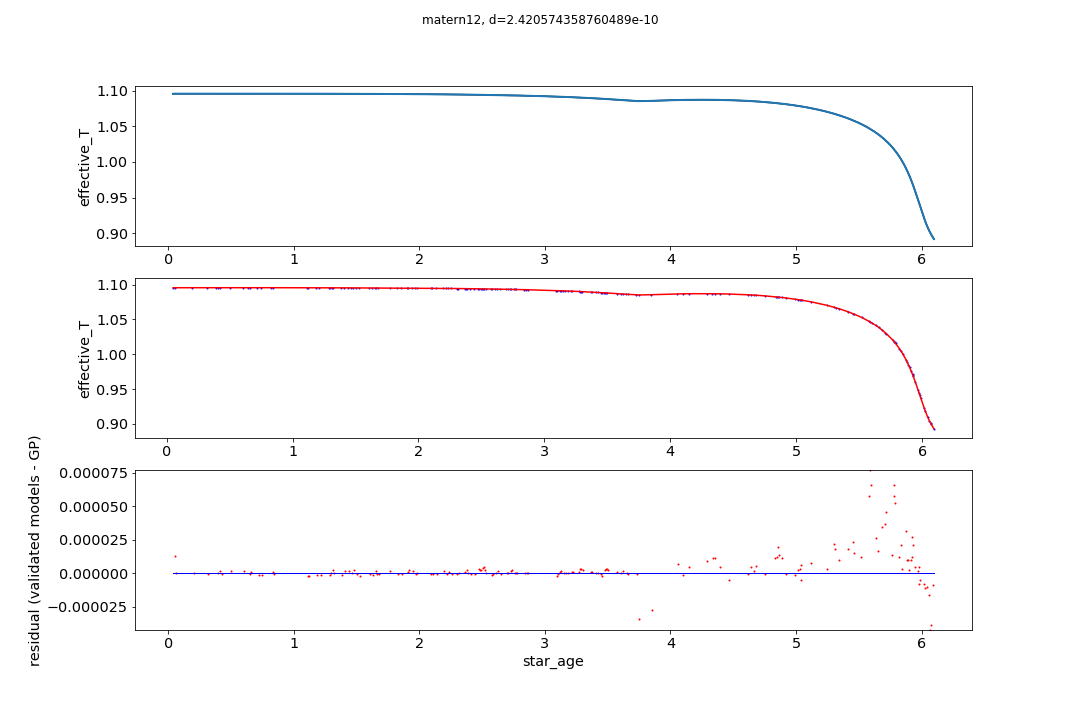 matern12, d=2.420574358760489e-10
effective_T
1.10
1.05
1.00
0.95
0.90
0 1 2 3 4 5 6
effective_T
1.10
1.05
1.00
0.95
0.90
0 1 2 3 4 5 6
residual (validated models - GP)
0.000075
0.000050
0.000025
0.000000
−0.000025
0 1 2 3 4 5 6
star_age